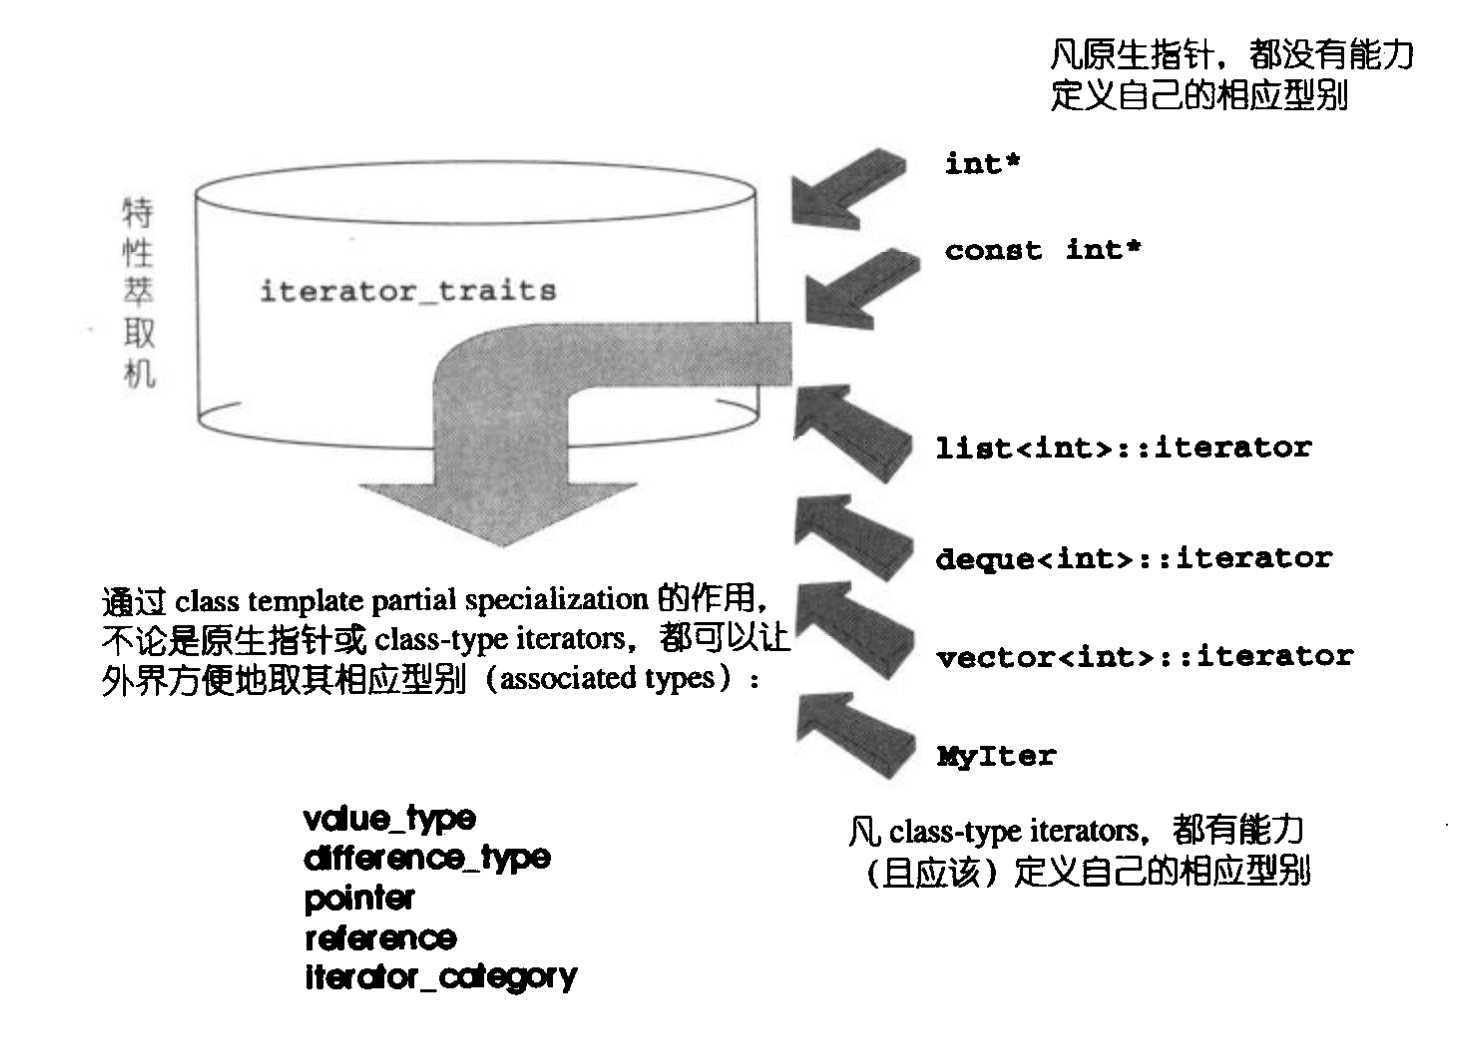 凡原生指针，都没有能力
定义自己的相应型别
int*
const int*
特性萃取机
iterator_traits
list<int>::iterator
deque<int>::iterator
vector<int>::iterator
MyIter
通过 class template partial specialization 的作用，
不论是原生指针或 class-type iterators，都可以让
外界方便地取其相应型别（associated types）：
value_type
difference_type
pointer
reference
iterator_category
凡 class-type iterators，都有能力
（且应该）定义自己的相应型别